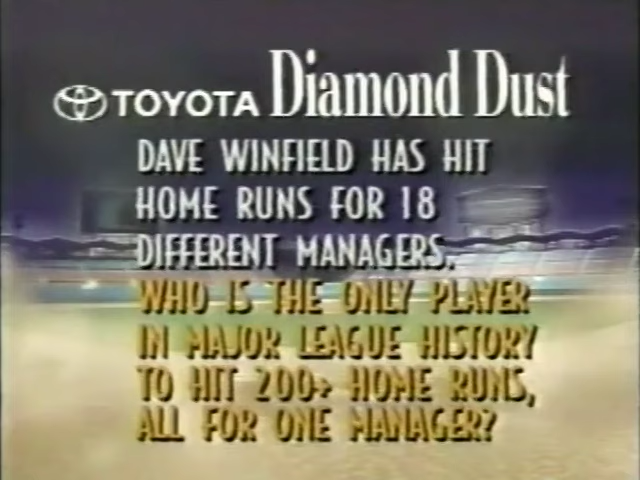 TOYOTA Diamond Dust
DAVE WINFIELD HAS HIT
HOME RUNS FOR 18
DIFFERENT MANAGERS.
WHO IS THE ONLY PLAYER
IN MAJOR LEAGUE HISTORY
TO HIT 200+ HOME RUNS,
ALL FOR ONE MANAGER?